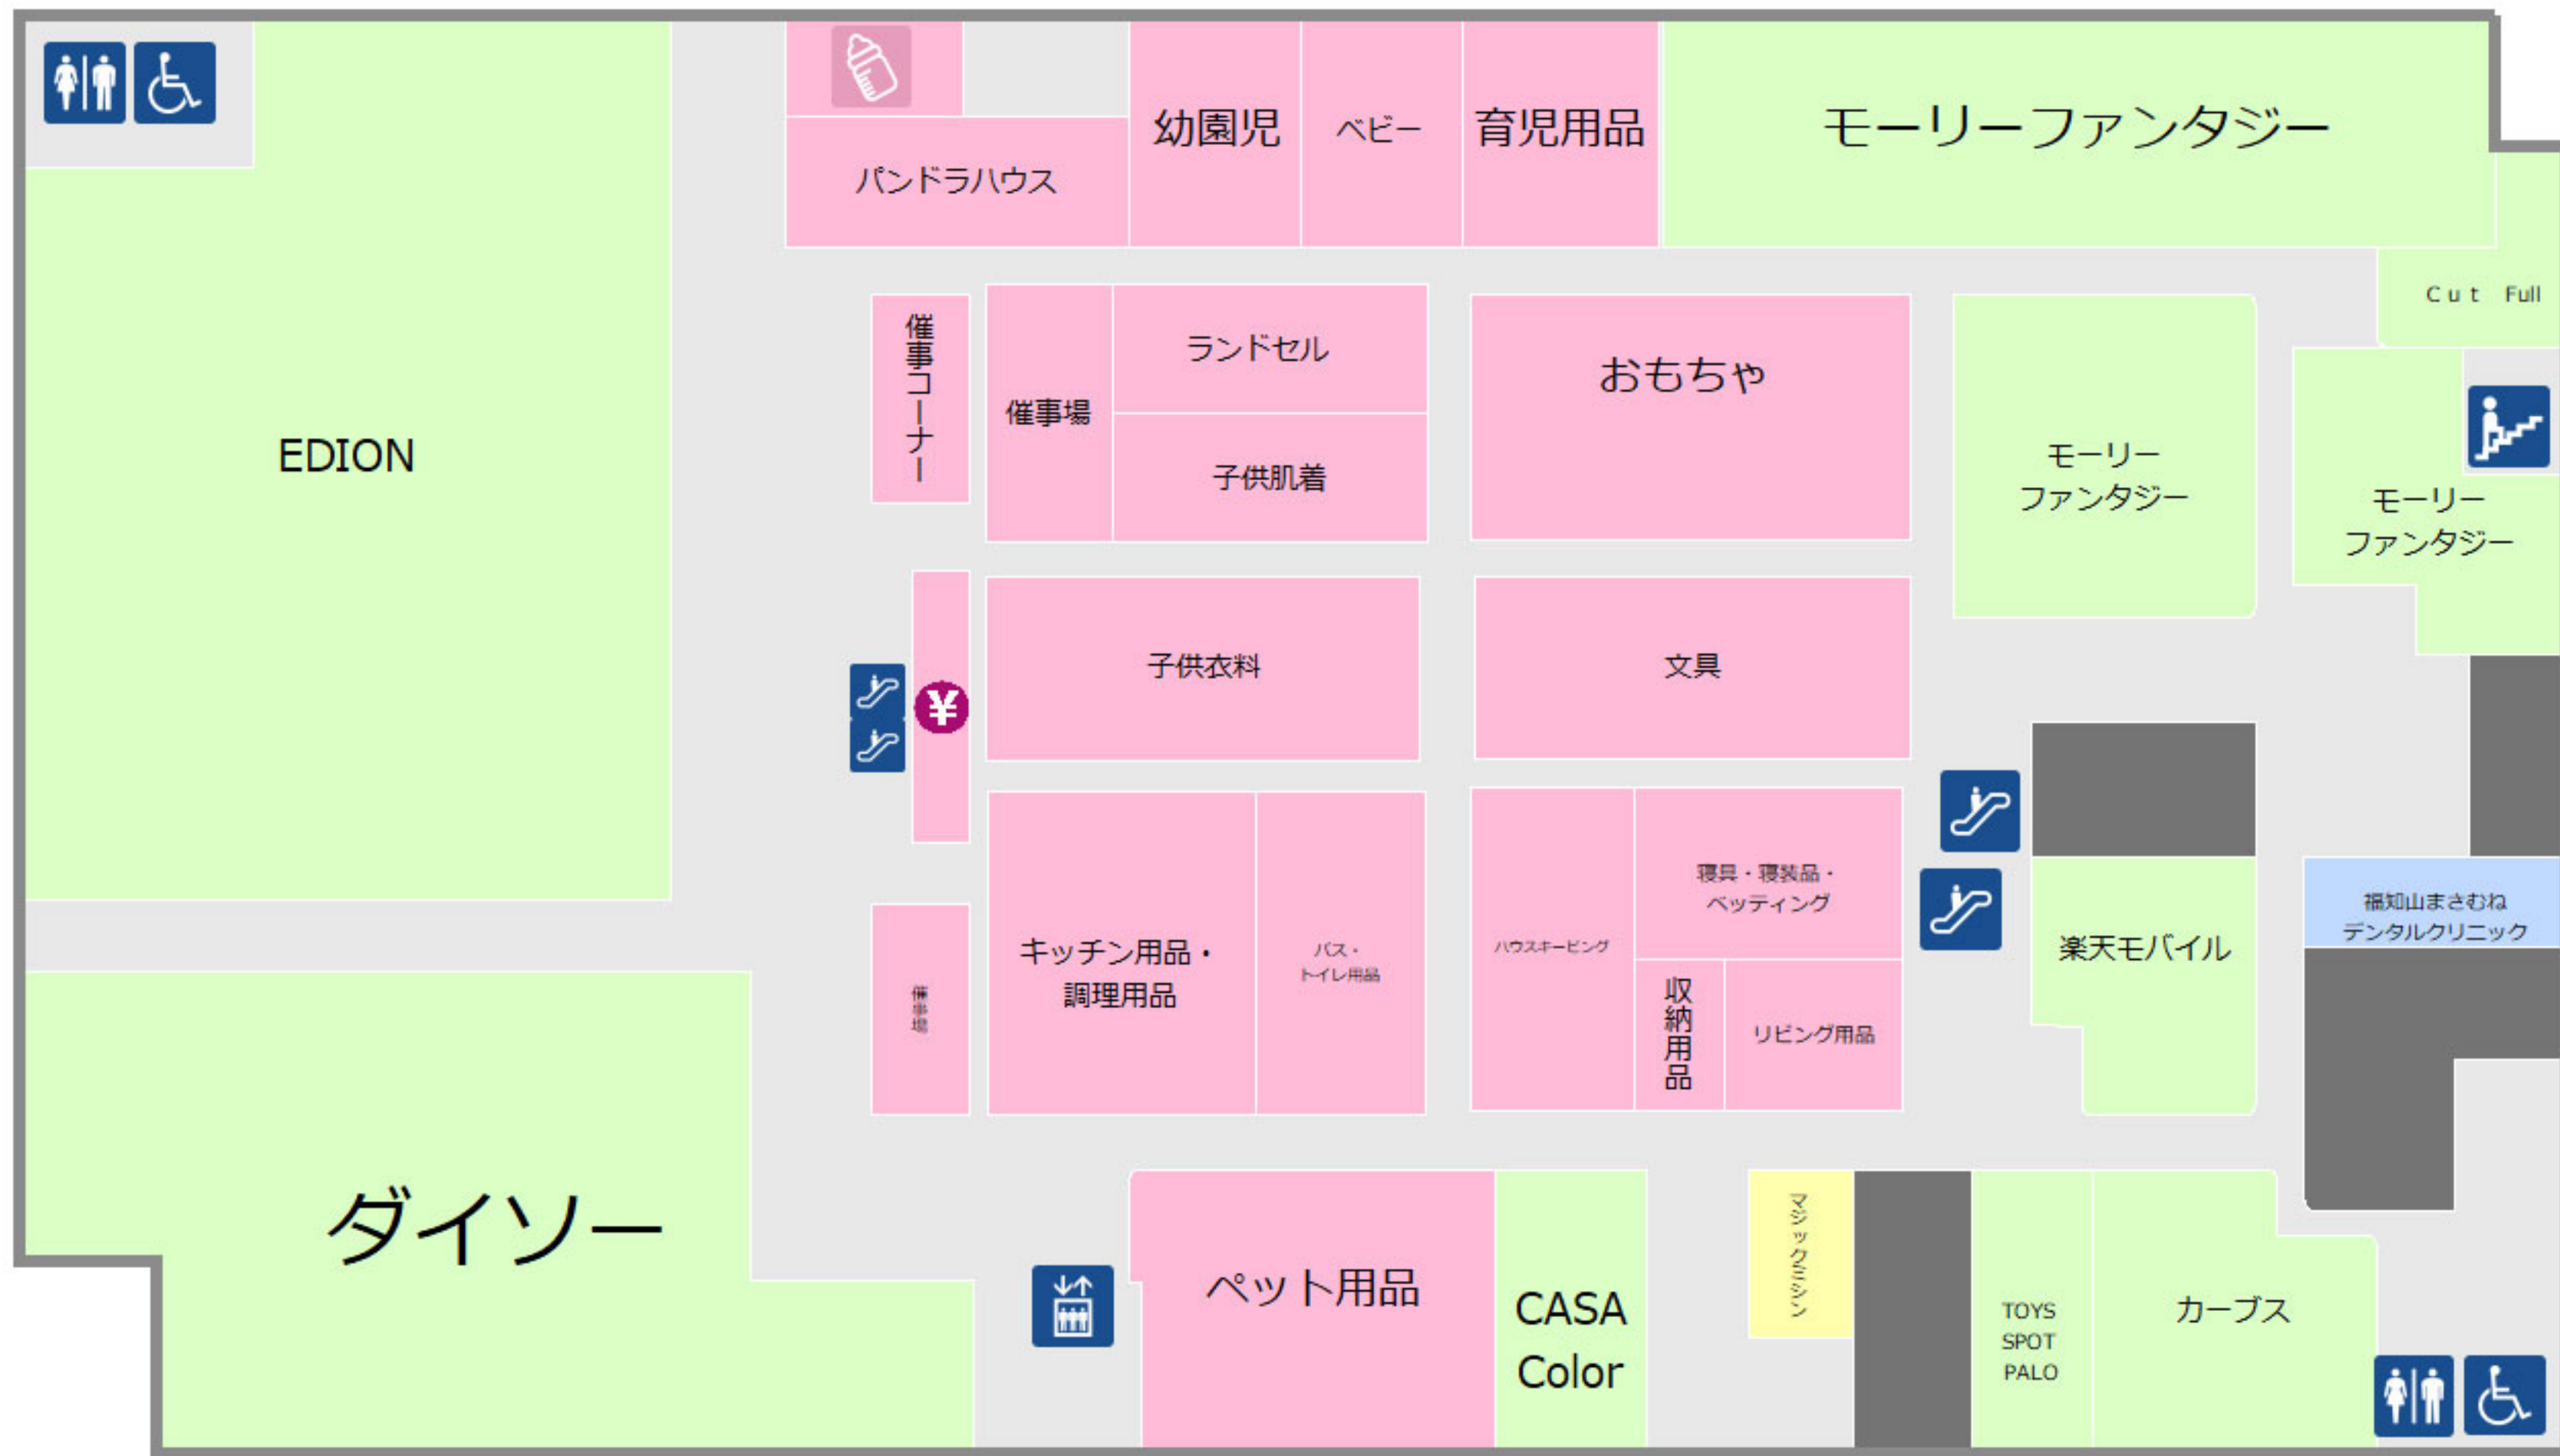 幼園児
ベビー
育児用品
モーリーファンタジー
パンドラハウス
Cut Full
催事コーナー
催事場
ランドセル
おもちゃ
子供肌着
EDION
モーリー
ファンタジー
モーリー
ファンタジー
子供衣料
文具
¥
キッチン用品・
調理用品
バス・
トイレ用品
ハウスキーピング
寝具・寝装品・
ベッティング
収納用品
リビング用品
楽天モバイル
福知山まさむね
デンタルクリニック
催事場
ダイソー
ペット用品
CASA
Color
マジックミシン
TOYS
SPOT
PALO
カーブス